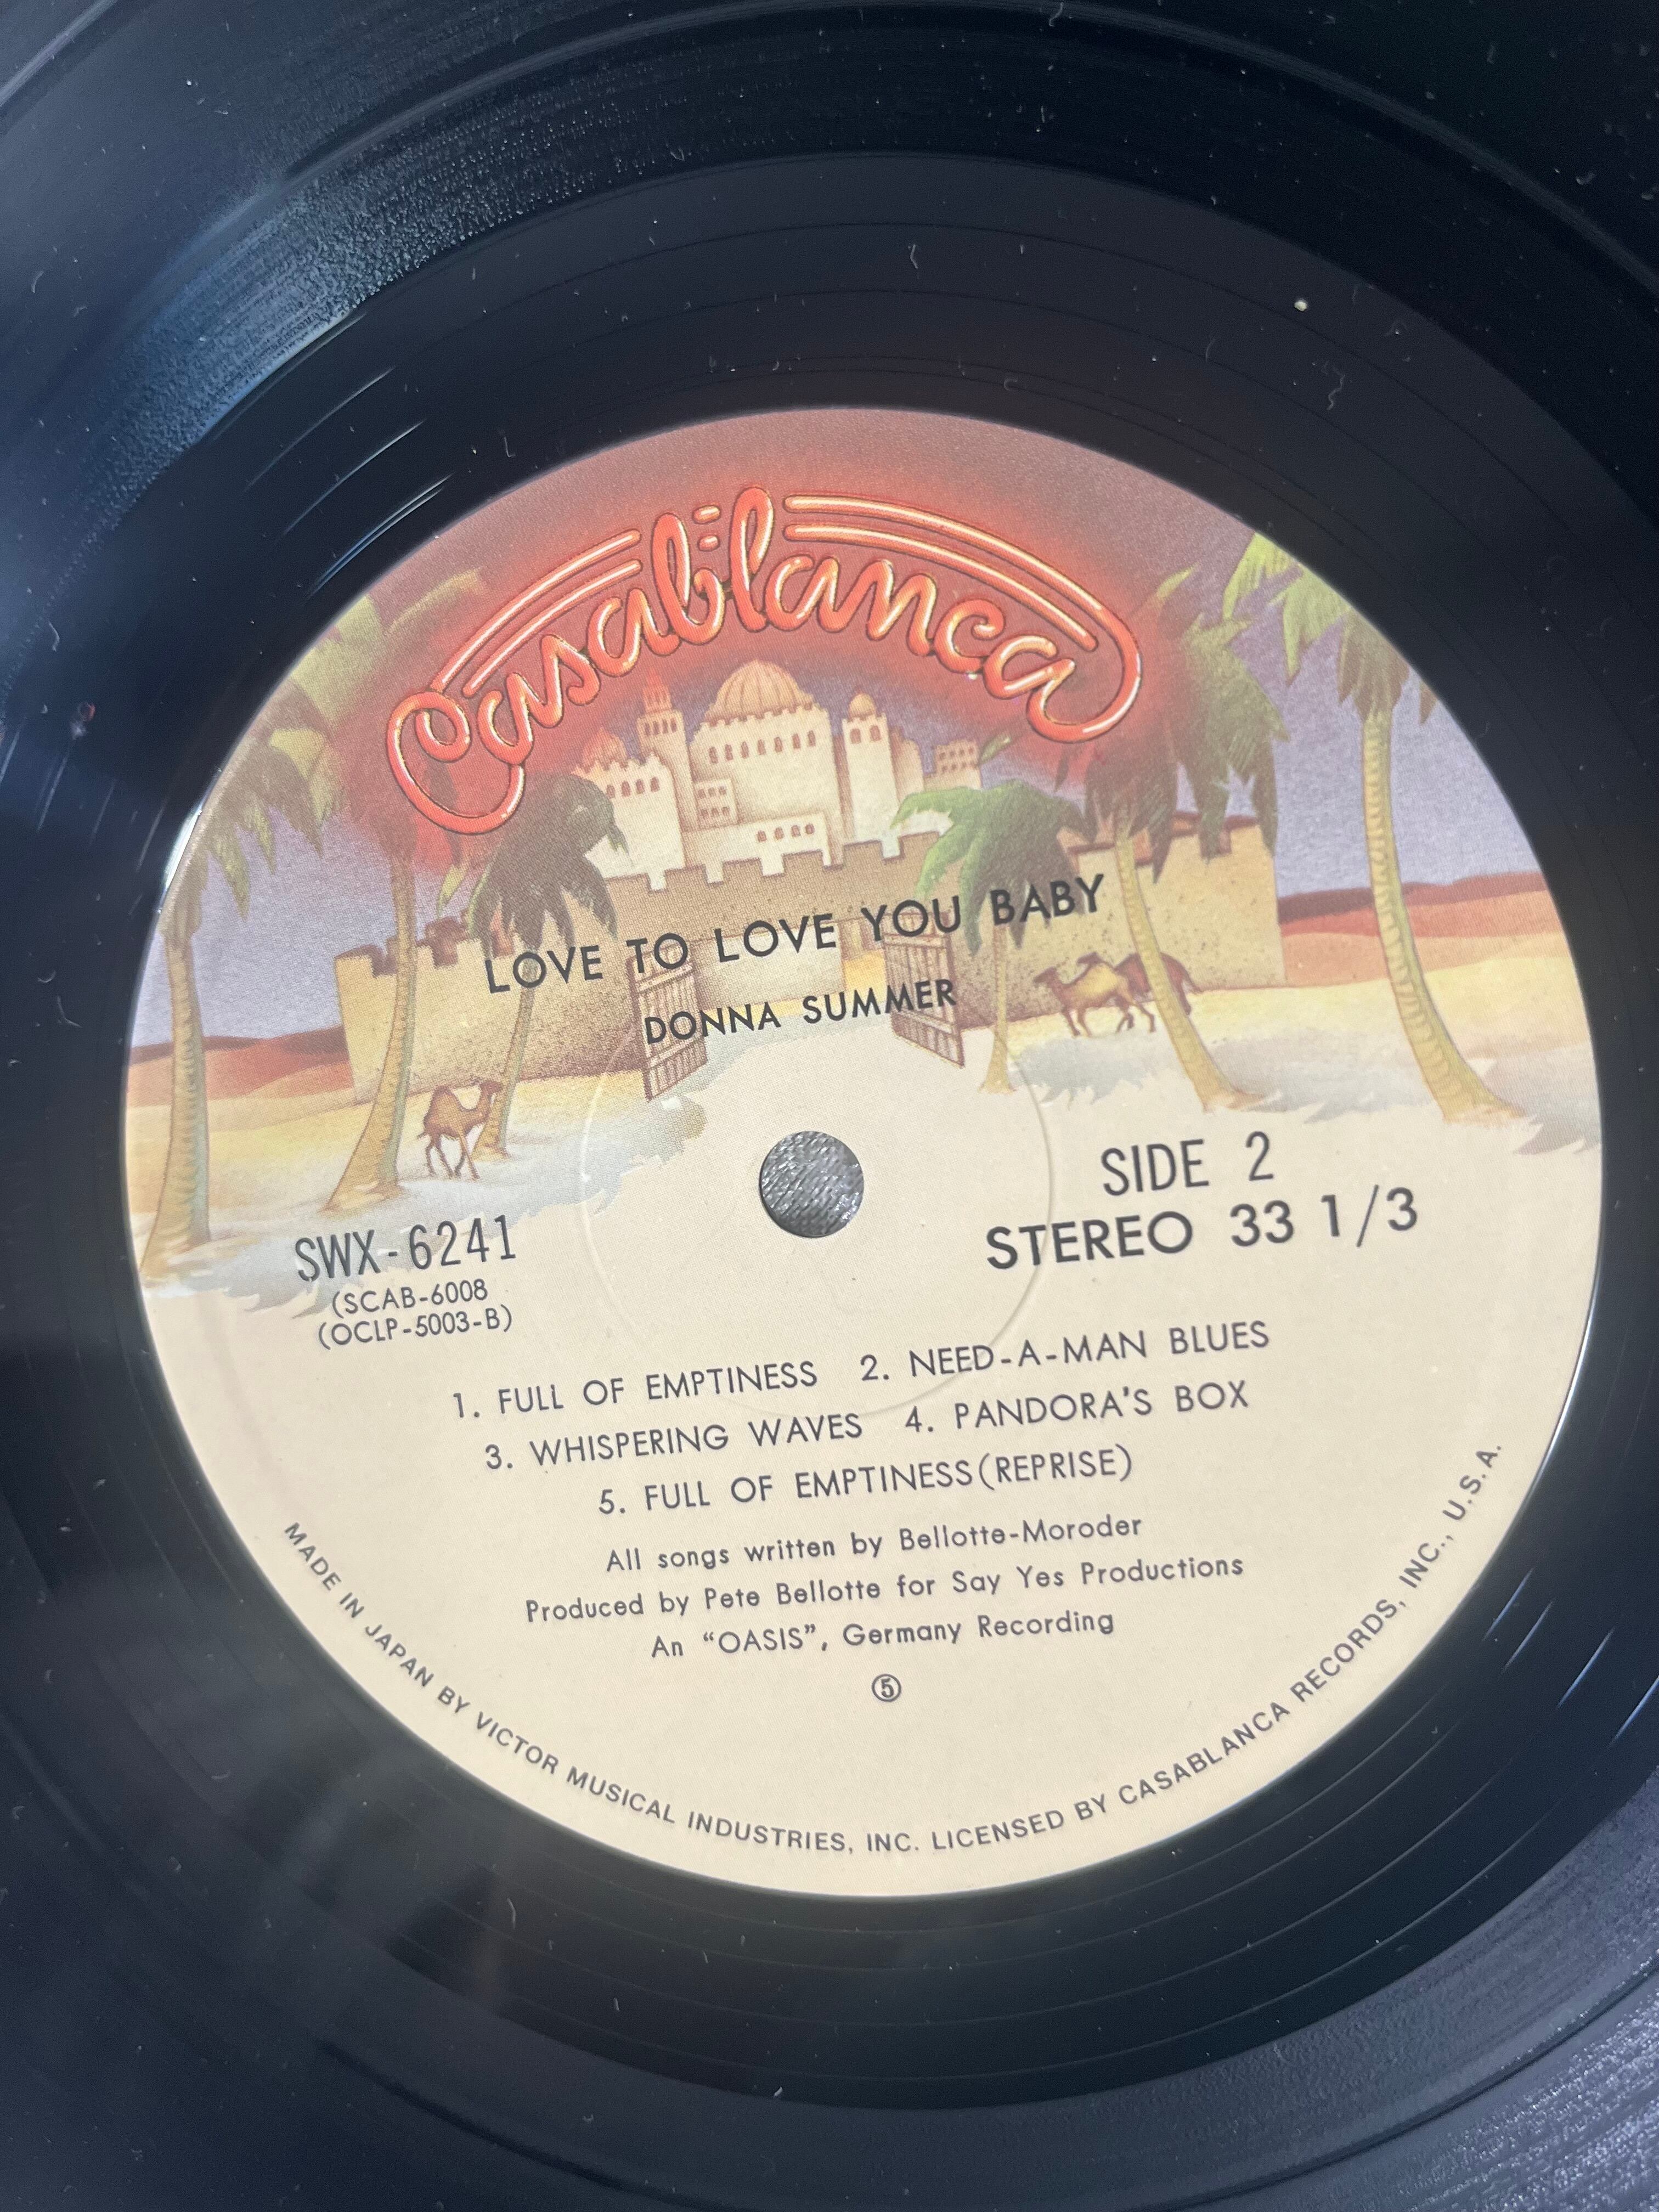 Casablanca
LOVE TO LOVE YOU BABY
DONNA SUMMER
SIDE 2
STEREO 33 1/3
SWX-6241
(SCAB-6008
(OCLP-5003-B)
1. FULL OF EMPTINESS 2. NEED-A-MAN BLUES
3. WHISPERING WAVES 4. PANDORA'S BOX
5. FULL OF EMPTINESS(REPRISE)
All songs written by Bellotte-Moroder
Produced by Pete Bellotte for Say Yes Productions
An “OASIS”, Germany Recording
⑤
MADE IN JAPAN BY VICTOR MUSICAL INDUSTRIES, INC. LICENSED BY CASABLANCA RECORDS, INC., U.S.A.